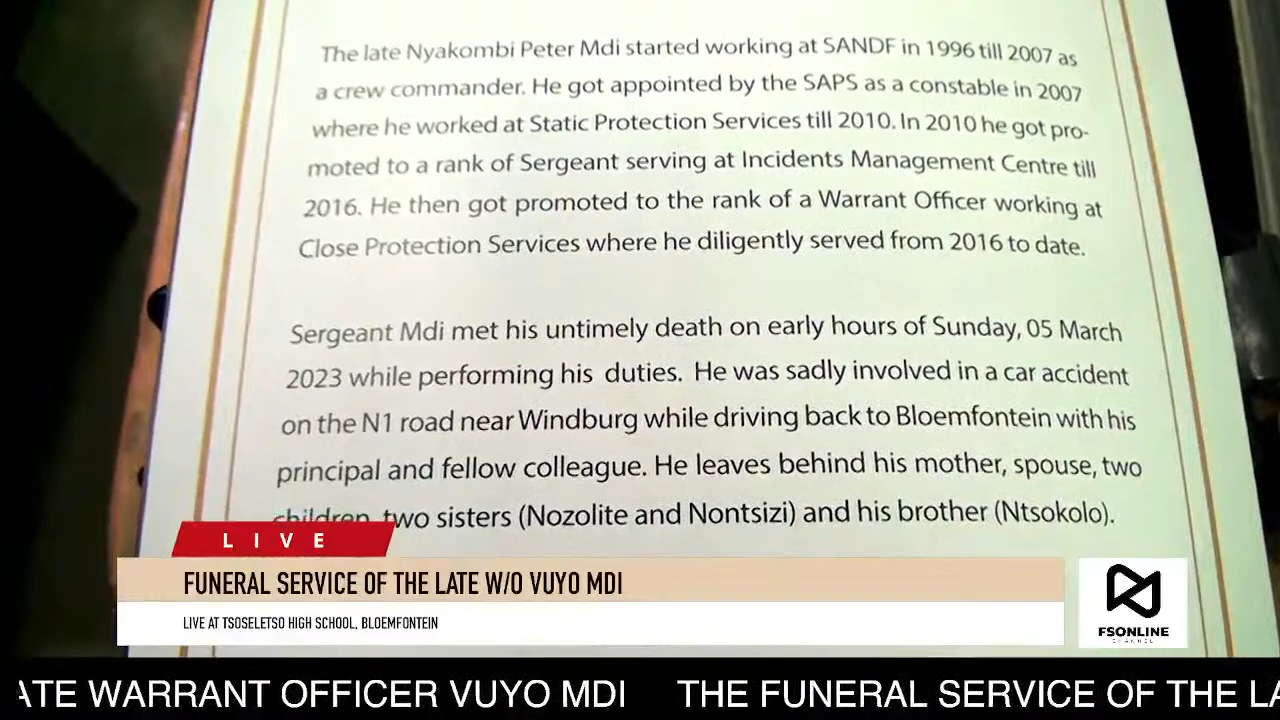 The late Nyakombi Peter Mdi started working at SANDF in 1996 till 2007 as
a crew commander. He got appointed by the SAPS as a constable in 2007
where he worked at Static Protection Services till 2010. In 2010 he got pro-
moted to a rank of Sergeant serving at Incidents Management Centre till
2016. He then got promoted to the rank of a Warrant Officer working at
Close Protection Services where he diligently served from 2016 to date.
Sergeant Mdi met his untimely death on early hours of Sunday, 05 March
2023 while performing his duties. He was sadly involved in a car accident
on the N1 road near Windburg while driving back to Bloemfontein with his
principal and fellow colleague. He leaves behind his mother, spouse, two
children, two sisters (Nozolite and Nontsizi) and his brother (Ntsokolo).
LIVE
FUNERAL SERVICE OF THE LATE W/O VUYO MDI
LIVE AT TSOSELETSO HIGH SCHOOL, BLOEMFONTEIN
FSONLINE
CHANNEL
ATE WARRANT OFFICER VUYO MDI THE FUNERAL SERVICE OF THE LA